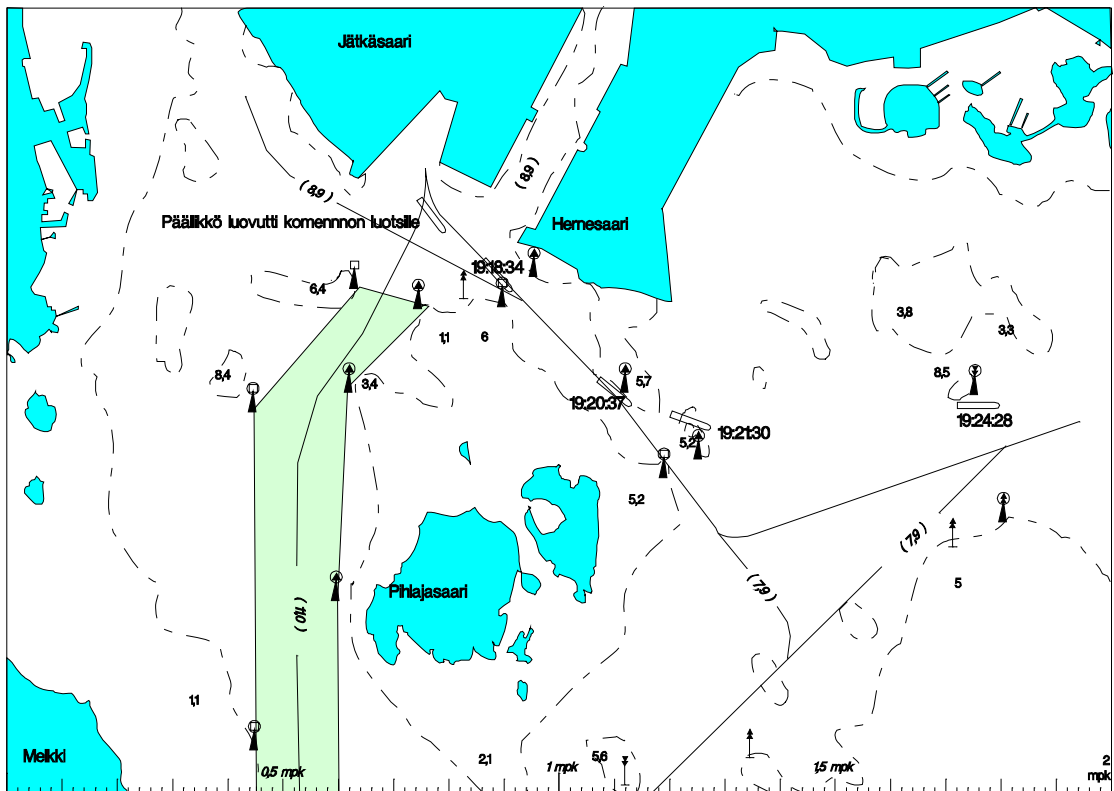 Jätkäsaari
( 8,9 )
( 8,9 )
Päälikkö luovutti komennnon luotsille
Hernesaari
19:18:34
6,4
1,1
6
3,8
3,3
8,4
3,4
5,7
8,5
19:20:37
19:24:28
19:21:30
5,2
5,2
( 7,9 )
( 7,9 )
5
Pihlajasaari
( 11,0 )
1,1
Melkki
2,1
5,6
0,5 mpk
1 mpk
1,5 mpk
2
mpk